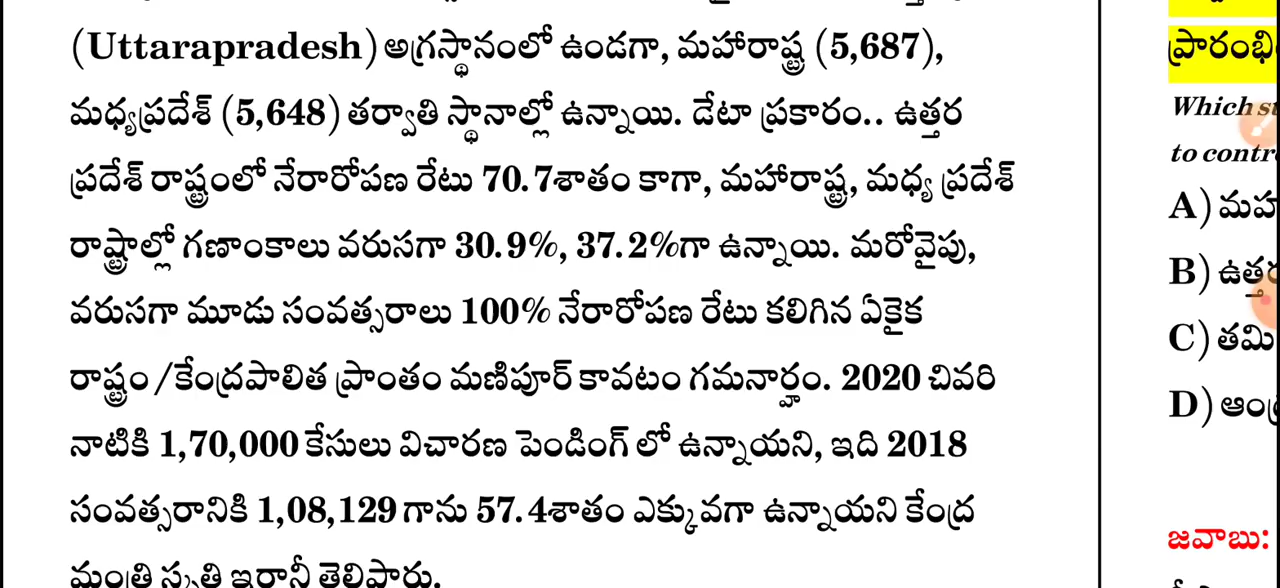 (Uttarapradesh) అగ్రస్థానంలో ఉండగా, మహారాష్ట్ర (5,687),
మధ్యప్రదేశ్ (5,648) తర్వాతి స్థానాల్లో ఉన్నాయి. డేటా ప్రకారం.. ఉత్తర
ప్రదేశ్ రాష్ట్రంలో నేరారోపణ రేటు 70.7శాతం కాగా, మహారాష్ట్ర, మధ్య ప్రదేశ్
రాష్ట్రాల్లో గణాంకాలు వరుసగా 30.9%, 37.2%గా ఉన్నాయి. మరోవైపు,
వరుసగా మూడు సంవత్సరాలు 100% నేరారోపణ రేటు కలిగిన ఏకైక
రాష్ట్రం/కేంద్రపాలిత ప్రాంతం మణిపూర్ కావటం గమనార్హం. 2020 చివరి
నాటికి 1,70,000 కేసులు విచారణ పెండింగ్ లో ఉన్నాయని, ఇది 2018
సంవత్సరానికి 1,08,129 గాను 57.4శాతం ఎక్కువగా ఉన్నాయని కేంద్ర
మంత్రి స్మృతి ఇరానీ తెలిపారు.
ప్రారంభి
Which
to contr
A) మహ
B) ఉత్త
C) తమి
D) ఆంధ్ర
జవాబు: